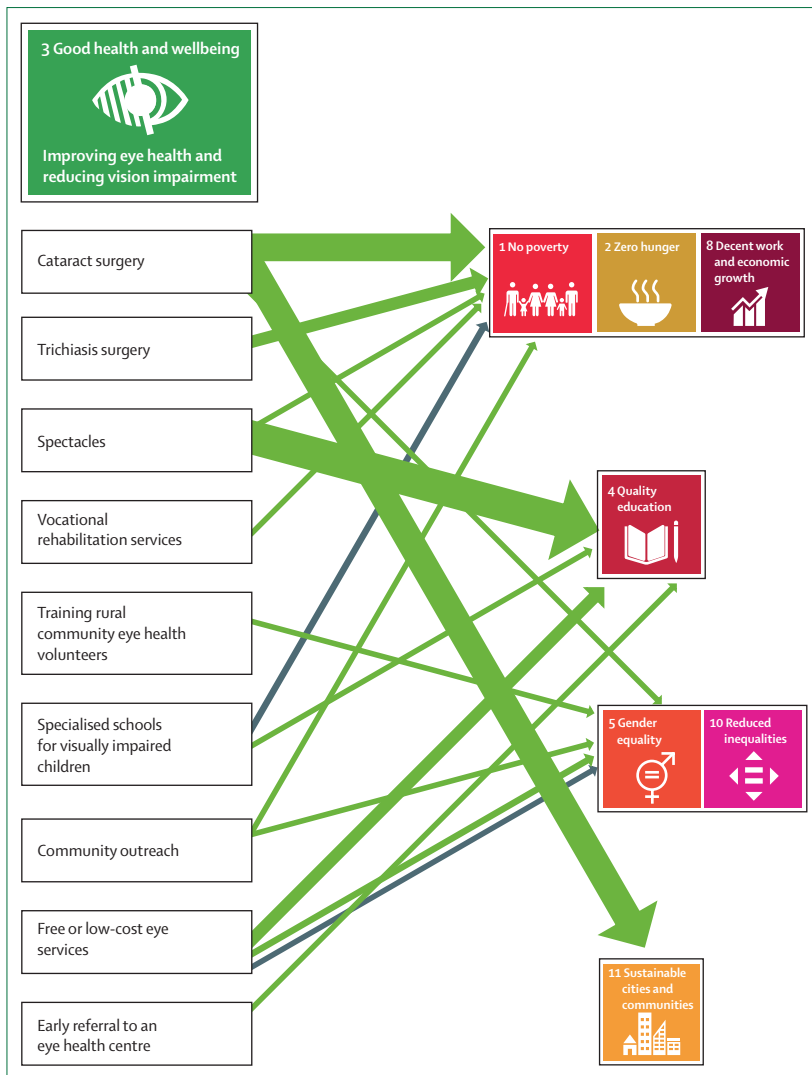 3 Good health and wellbeing
Improving eye health and
reducing vision impairment
Cataract surgery
Trichiasis surgery
Spectacles
Vocational
rehabilitation services
Training rural
community eye health
volunteers
Specialised schools
for visually impaired
children
Community outreach
Free or low-cost eye
services
Early referral to an
eye health centre
1 No poverty
2 Zero hunger
8 Decent work
and economic
growth
4 Quality
education
5 Gender
equality
10 Reduced
inequalities
11 Sustainable
cities and
communities